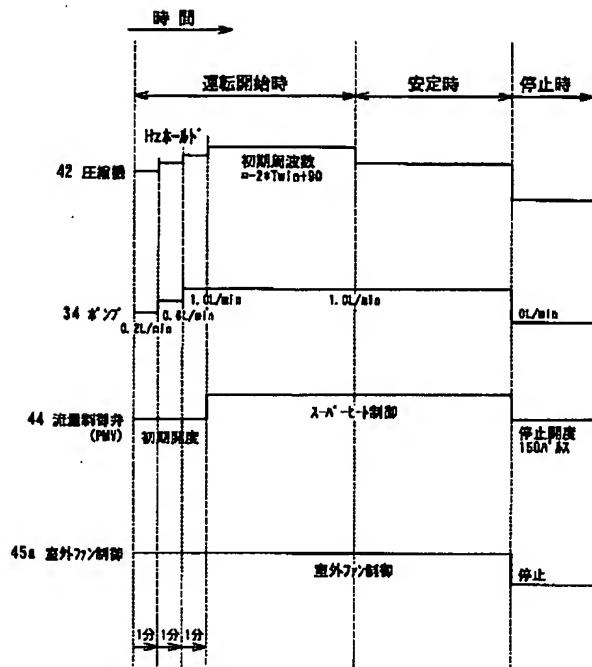 時 間
運転開始時
安定時
停止時
Hzホールド
42 圧縮機
初期周波数
=-2*Twin+90
34 ポンプ
0.2L/min
0.6L/min
1.0L/min
1.0L/min
0L/min
44 流量制御弁
(PMV)
初期開度
スーパーヒート制御
停止開度
150パルス
45a 室外ファン制御
室外ファン制御
停止
1分
1分
1分